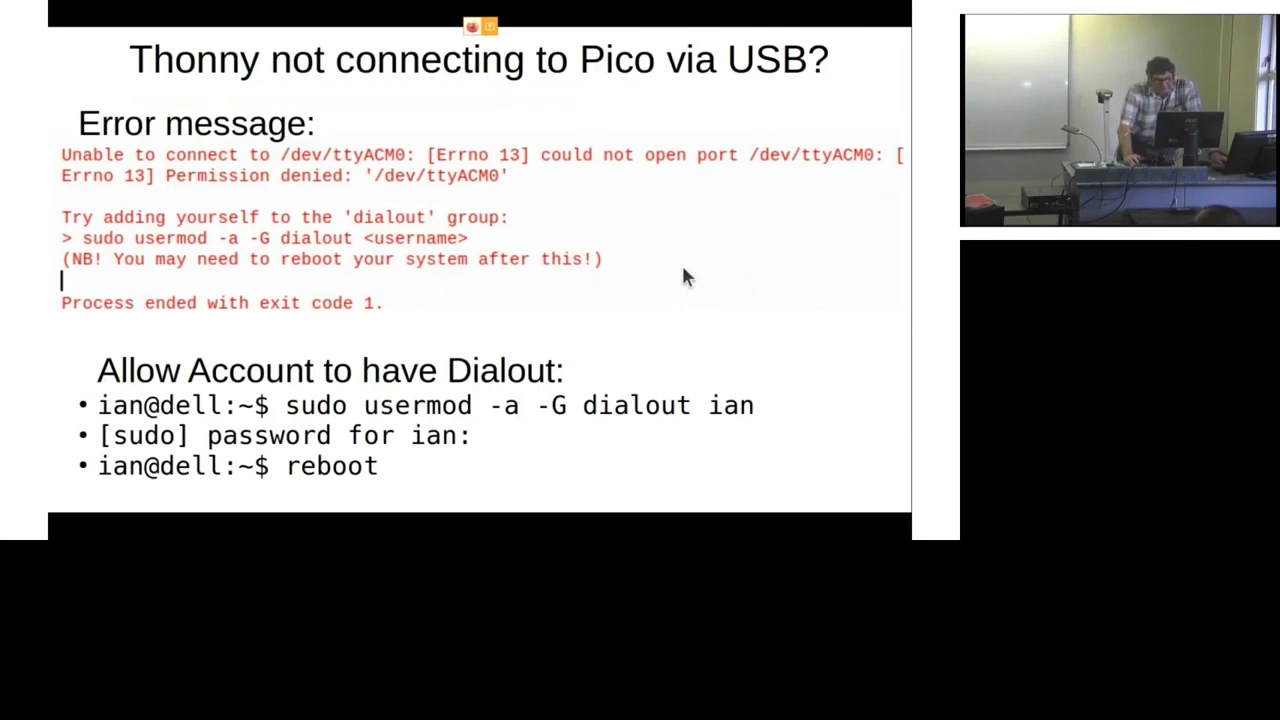 Thonny not connecting to Pico via USB?
Error message:
Unable to connect to /dev/ttyACM0: [Errno 13] could not open port /dev/ttyACM0: [
Errno 13] Permission denied: '/dev/ttyACM0'
Try adding yourself to the 'dialout' group:
> sudo usermod -a -G dialout <username>
(NB! You may need to reboot your system after this!)
Process ended with exit code 1.
Allow Account to have Dialout:
• ian@dell:~$ sudo usermod -a -G dialout ian
• [sudo] password for ian:
• ian@dell:~$ reboot